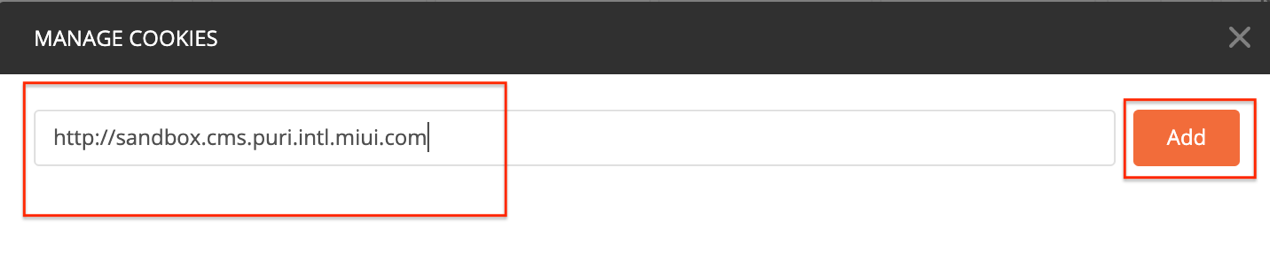 MANAGE COOKIES
http://sandbox.cms.puri.intl.miui.com
Add